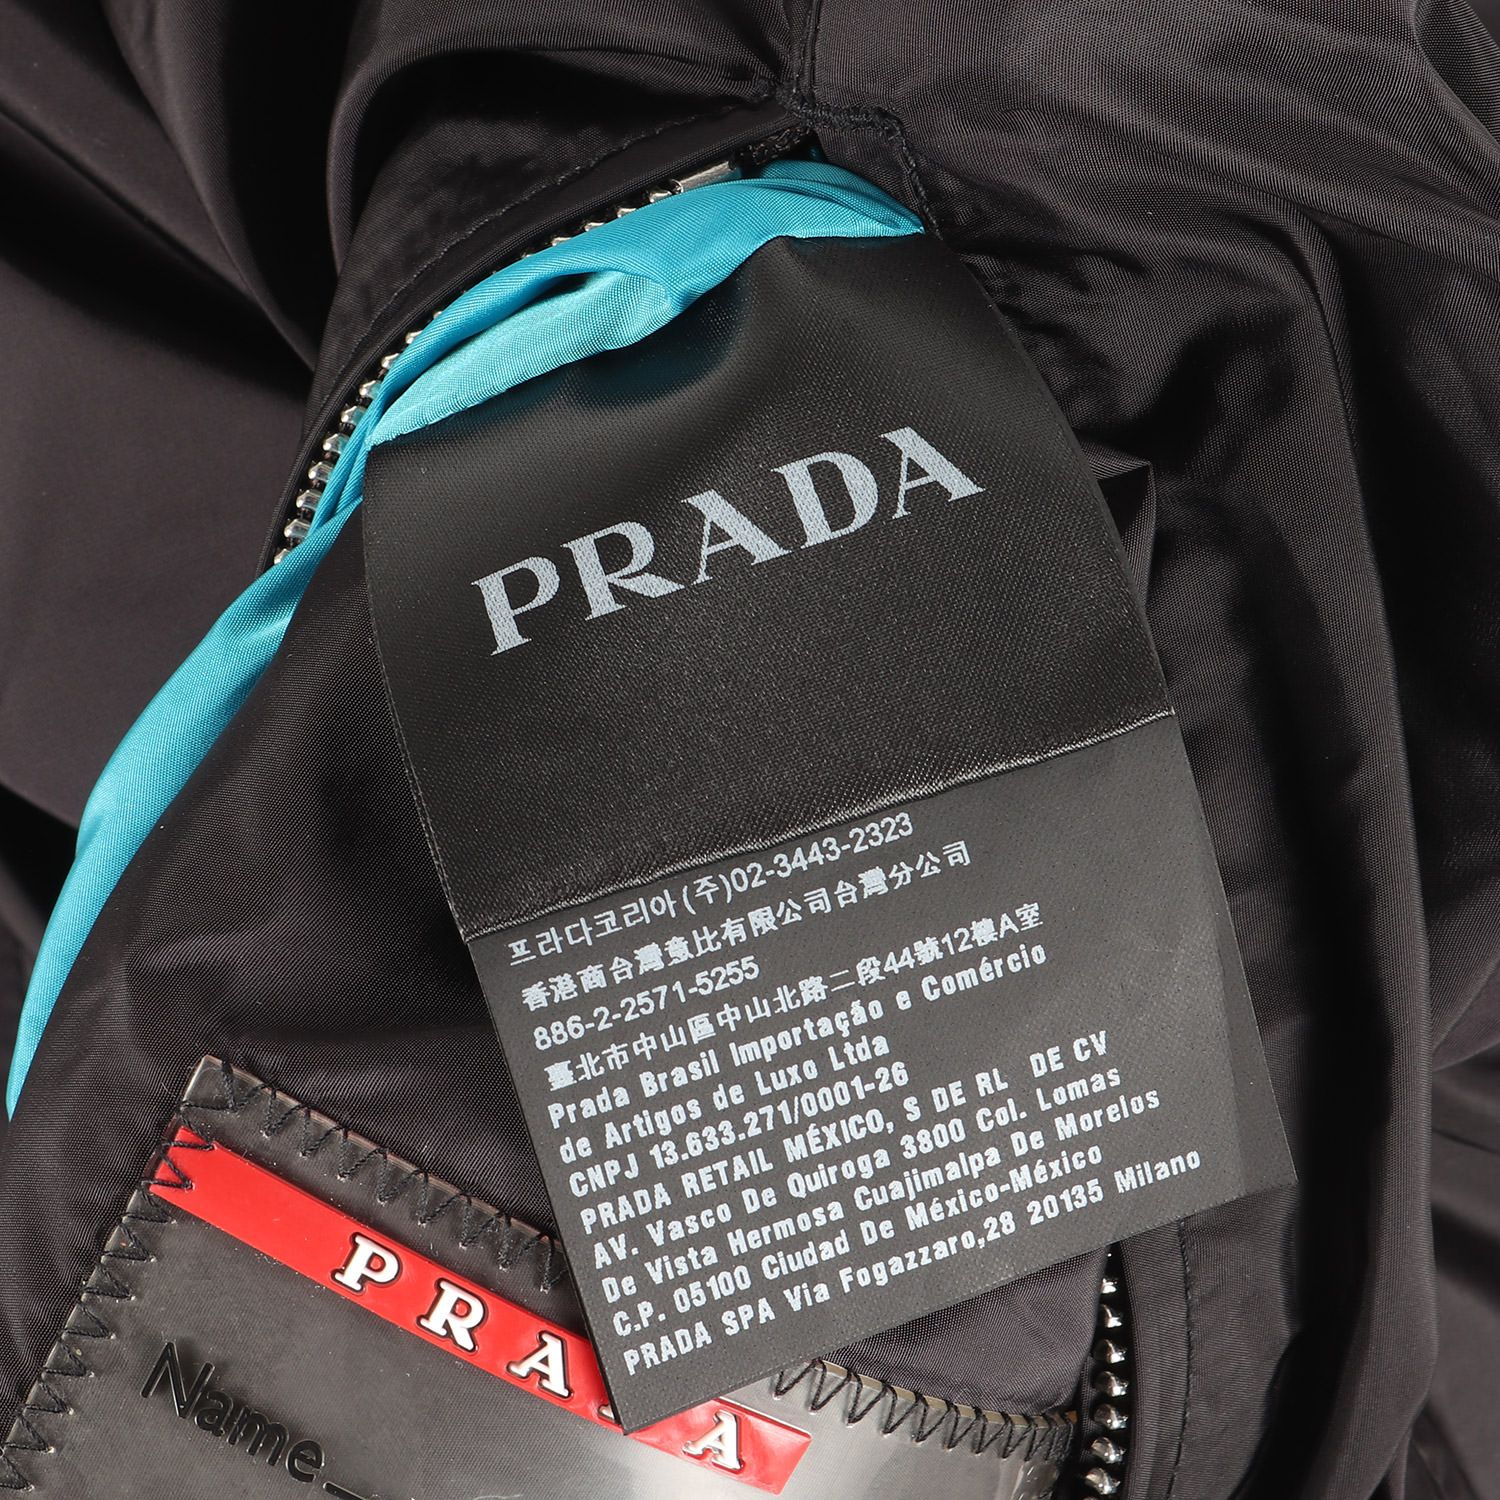 PRADA
프라다코리아(주)02-3443-2323
香港商台灣意比有限公司台灣分公司
886-2-2571-5255
臺北市中山區中山北路二段44號12樓A室
Prada Brasil Importação e Comércio
de Artigos de Luxo Ltda
CNPJ 13.633.271/0001-26
PRADA RETAIL MÉXICO, S DE RL DE CV
AV. Vasco De Quiroga 3800 Col. Lomas
De Vista Hermosa Cuajimalpa De Morelos
C.P. 05100 Ciudad De México-México
PRADA SPA Via Fogazzaro,28 20135 Milano
PRADA
Name